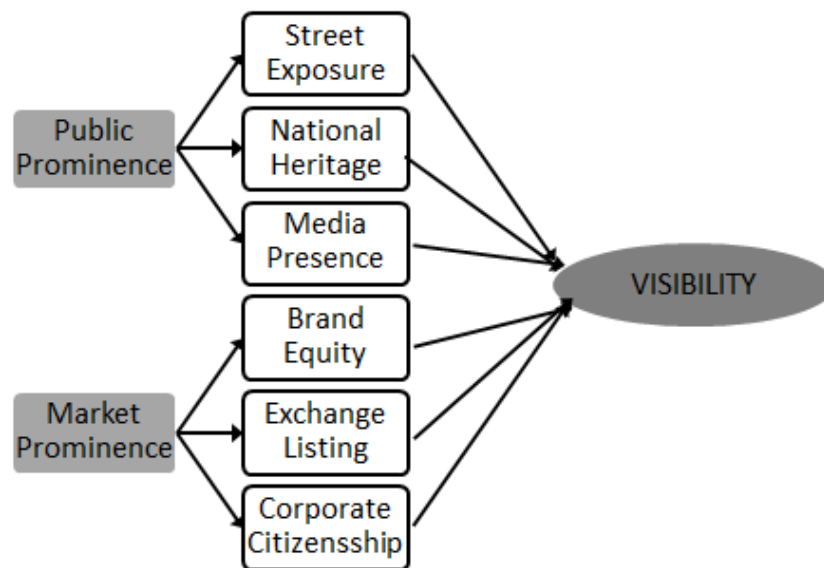 Street
Exposure
Public
Prominence
National
Heritage
Media
Presence
VISIBILITY
Brand
Equity
Market
Prominence
Exchange
Listing
Corporate
Citizensship